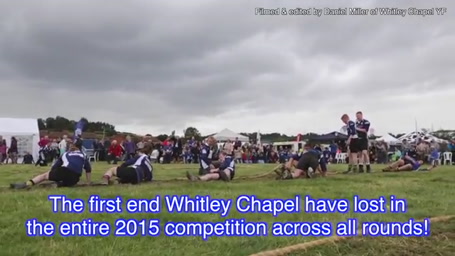 Filmed & edited by Daniel Miller of Whitley Chapel YF
The first end Whitley Chapel have lost in
the entire 2015 competition across all rounds!